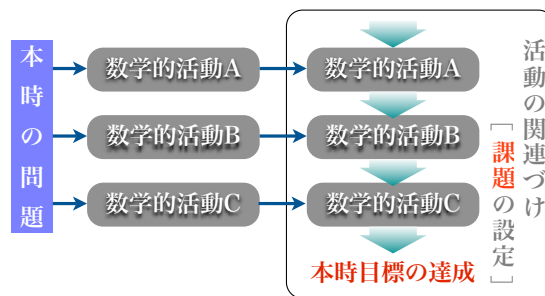 本時の問題
数学的活動A
数学的活動B
数学的活動C
数学的活動A
数学的活動B
数学的活動C
本時目標の達成
活動の関連づけ
［課題の設定］